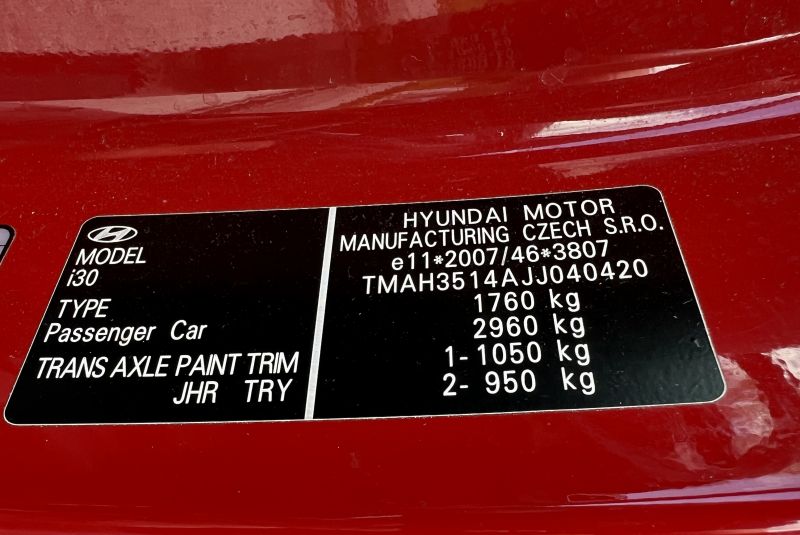 MODEL
i30
TYPE
Passenger Car
TRANS AXLE PAINT TRIM
JHR TRY
HYUNDAI MOTOR
MANUFACTURING CZECH S.R.O.
e11*2007/46*3807
TMAH3514AJJ040420
1760 kg
2960 kg
1- 1050 kg
2- 950 kg